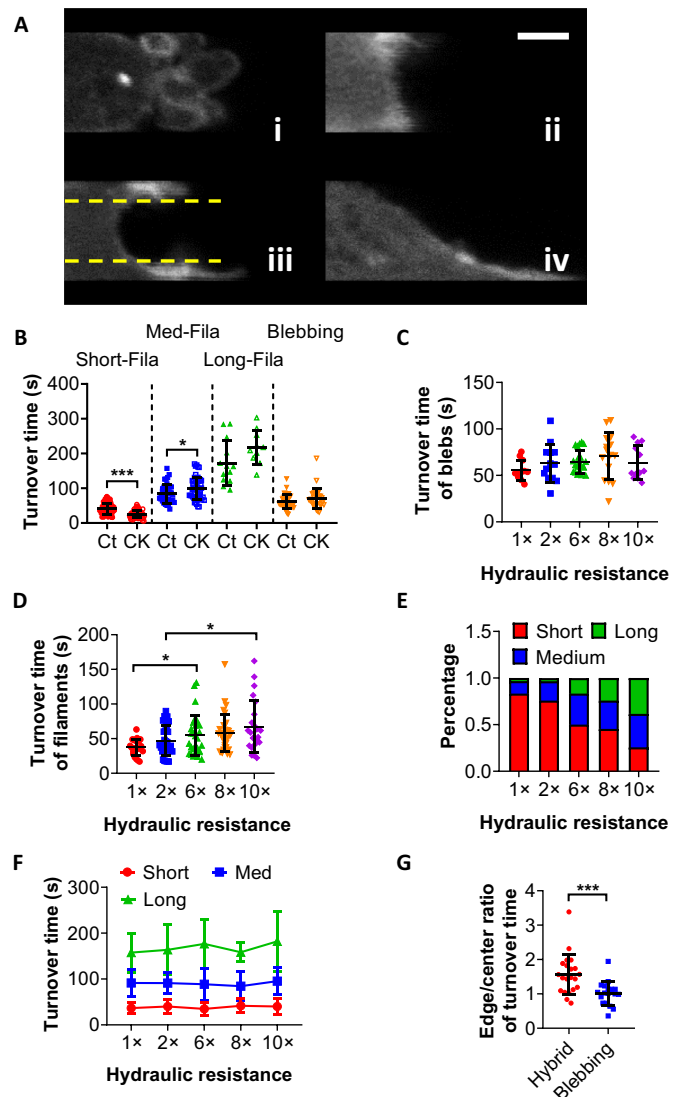 A
i
ii
iii
iv
B
Med-Fila
Blebbing
Short-Fila
Long-Fila
Turnover time (s)
400
300
200
100
0
***
*
Ct CK Ct CK Ct CK Ct CK
C
Turnover time
of blebs (s)
150
100
50
0
1× 2× 6× 8× 10×
Hydraulic resistance
D
Turnover time
of filaments (s)
200
150
100
50
0
*
*
1× 2× 6× 8× 10×
Hydraulic resistance
E
Percentage
1.5
1.0
0.5
0.0
Short Long
Medium
1× 2× 6× 8× 10×
Hydraulic resistance
F
Turnover time (s)
Short Med
Long
300
200
100
0
1× 2× 6× 8× 10×
Hydraulic resistance
G
Edge/center ratio
of turnover time
***
4
3
2
1
0
Hybrid
Blebbing